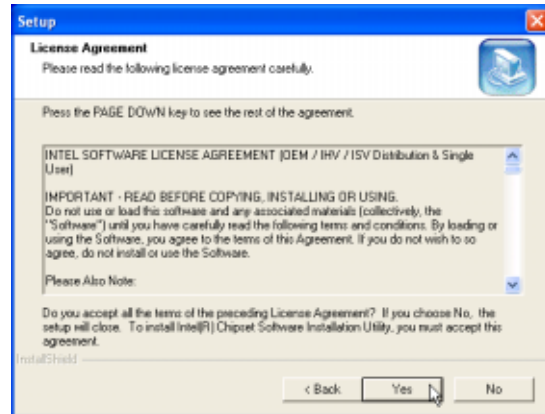 Setup
License Agreement
Please read the following license agreement carefully.
Press the PAGE DOWN key to see the rest of the agreement.
INTEL SOFTWARE LICENSE AGREEMENT (OEM / IHV / ISV Distribution & Single
User)
IMPORTANT - READ BEFORE COPYING, INSTALLING OR USING.
Do not use or load this software and any associated materials (collectively, the
"Software") until you have carefully read the following terms and conditions. By loading or
using the Software, you agree to the terms of this Agreement. If you do not wish to so
agree, do not install or use the Software.
Please Also Note:
Do you accept all the terms of the preceding License Agreement? If you choose No, the
setup will close. To install Intel(R) Chipset Software Installation Utility, you must accept this
agreement.
InstallShield
< Back Yes No